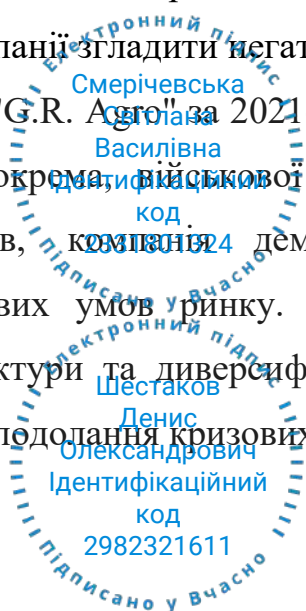 панії згладити негат
Електронний підпис
Смерічевська
Світлана
Василівна
Ідентифікаційний
код
Підписано у Вчасно
"G.R. Agro" за 2021
окрема, військової
в, компанія дем
вих умов ринку.
Електронний підпис
ктури та диверсиф
Шестаков
Денис
Олександрович
подолання кризових
Ідентифікаційний
код
2982321611
Підписано у Вчасно